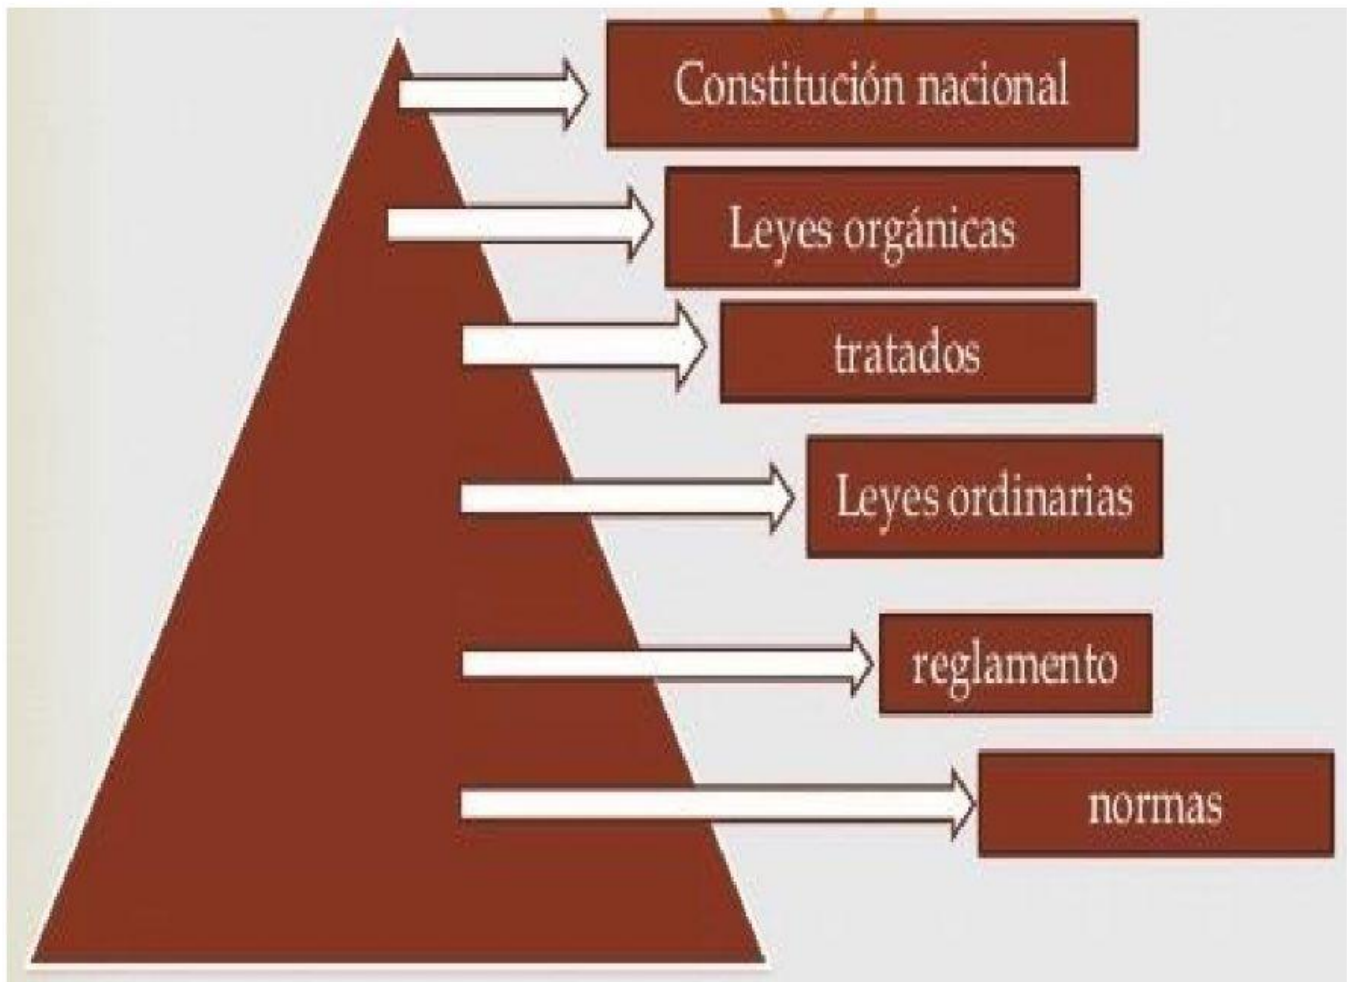 Constitución nacional
Leyes orgánicas
tratados
Leyes ordinarias
reglamento
normas